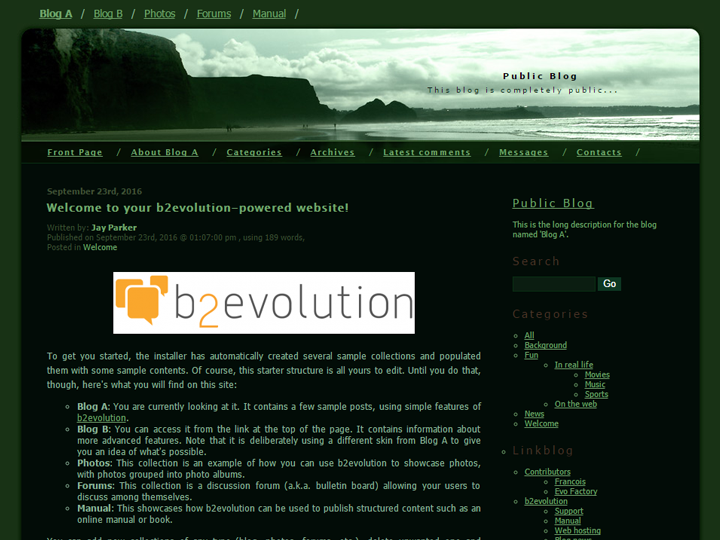 Blog A / Blog B / Photos / Forums / Manual /
Public Blog
This blog is completely public...
Front Page / About Blog A / Categories / Archives / Latest comments / Messages / Contacts /
September 23rd, 2016
Welcome to your b2evolution-powered website!
Written by: Jay Parker
Published on September 23rd, 2016 @ 01:07:00 pm , using 189 words,
Posted in Welcome
b2evolution
To get you started, the installer has automatically created several sample collections and populated
them with some sample contents. Of course, this starter structure is all yours to edit. Until you do that,
though, here's what you will find on this site:
Blog A: You are currently looking at it. It contains a few sample posts, using simple features of
b2evolution.
Blog B: You can access it from the link at the top of the page. It contains information about
more advanced features. Note that it is deliberately using a different skin from Blog A to give
you an idea of what's possible.
Photos: This collection is an example of how you can use b2evolution to showcase photos,
with photos grouped into photo albums.
Forums: This collection is a discussion forum (a.k.a. bulletin board) allowing your users to
discuss among themselves.
Manual: This showcases how b2evolution can be used to publish structured content such as an
online manual or book.
Public Blog
This is the long description for the blog
named 'Blog A'.
Search
Go
Categories
All
Background
Fun
In real life
Movies
Music
Sports
On the web
News
Welcome
Linkblog
Contributors
Francois
Evo Factory
b2evolution
Support
Manual
Web hosting